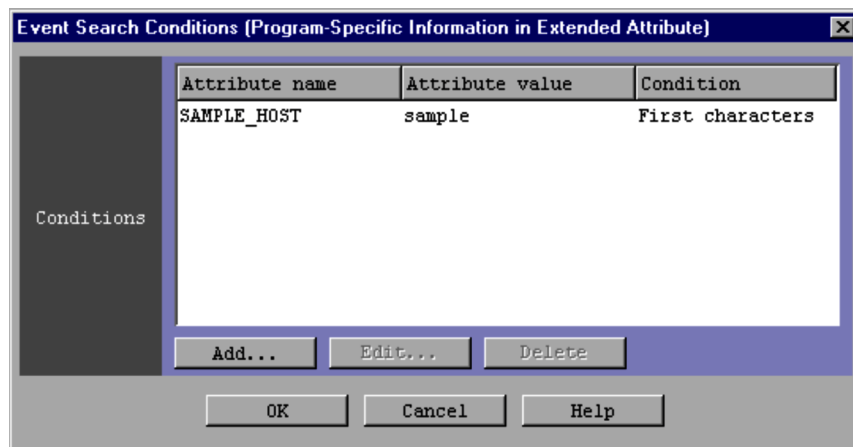 Event Search Conditions (Program-Specific Information in Extended Attribute)
Attribute name Attribute value Condition
SAMPLE_HOST sample First characters
Conditions
Add... Edit... Delete
OK Cancel Help